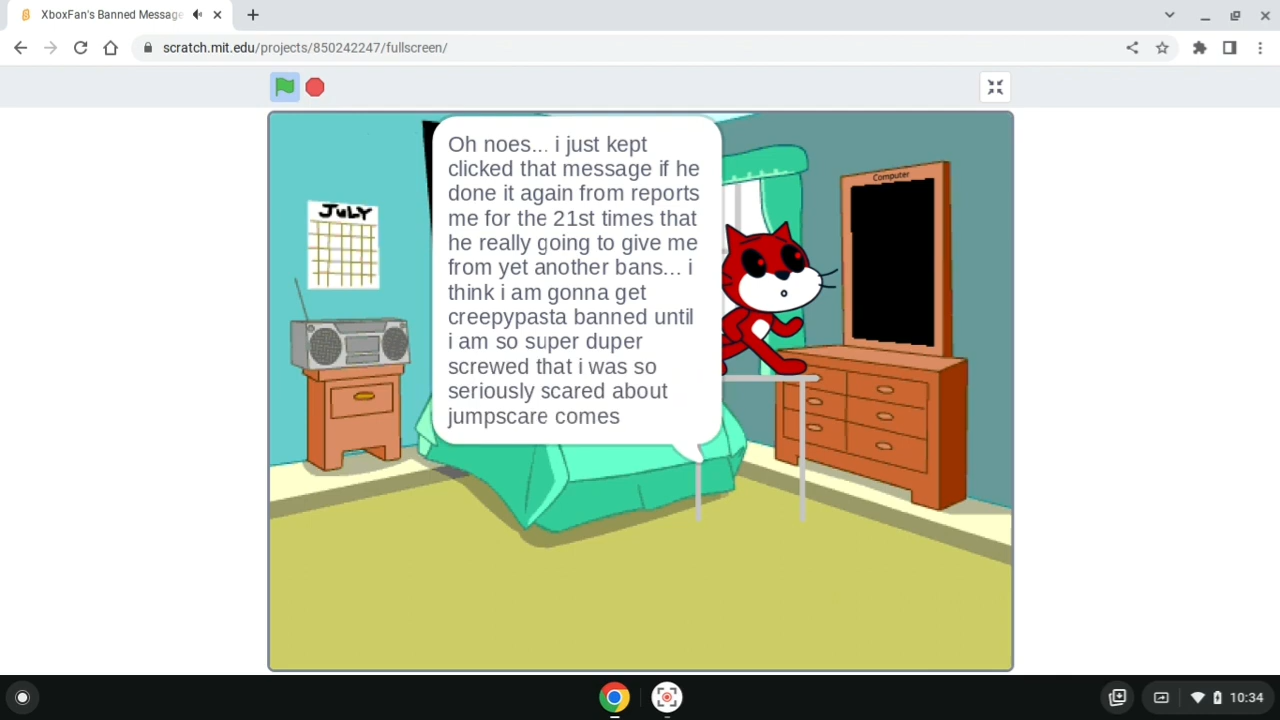 XboxFan's Banned Message
scratch.mit.edu/projects/850242247/fullscreen/
Oh noes... i just kept
clicked that message if he
done it again from reports
me for the 21st times that
he really going to give me
from yet another bans... i
think i am gonna get
creepypasta banned until
i am so super duper
screwed that i was so
seriously scared about
jumpscare comes
JULY
Computer
10:34